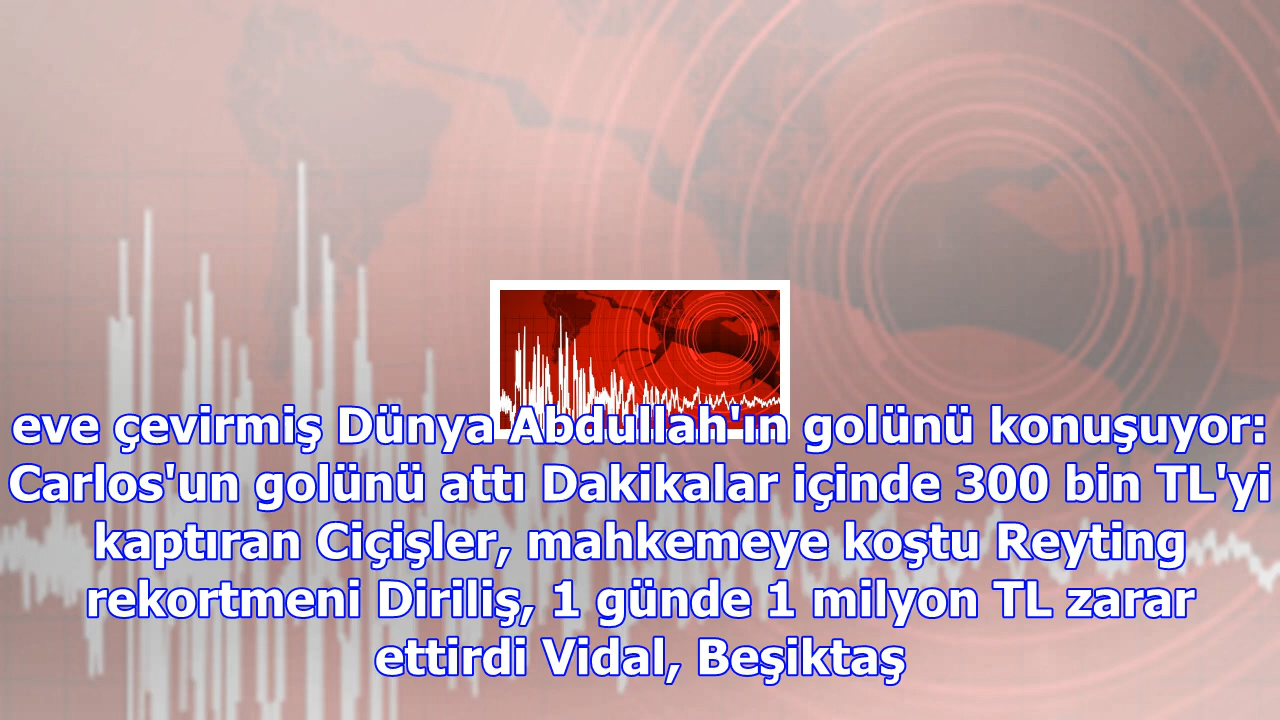 eve çevirmiş Dünya Abdullah'ın golünü konuşuyor:
Carlos'un golünü attı Dakikalar içinde 300 bin TL'yi
kaptıran Ciçişler, mahkemeye koştu Reyting
rekortmeni Diriliş, 1 günde 1 milyon TL zarar
ettirdi Vidal, Beşiktaş